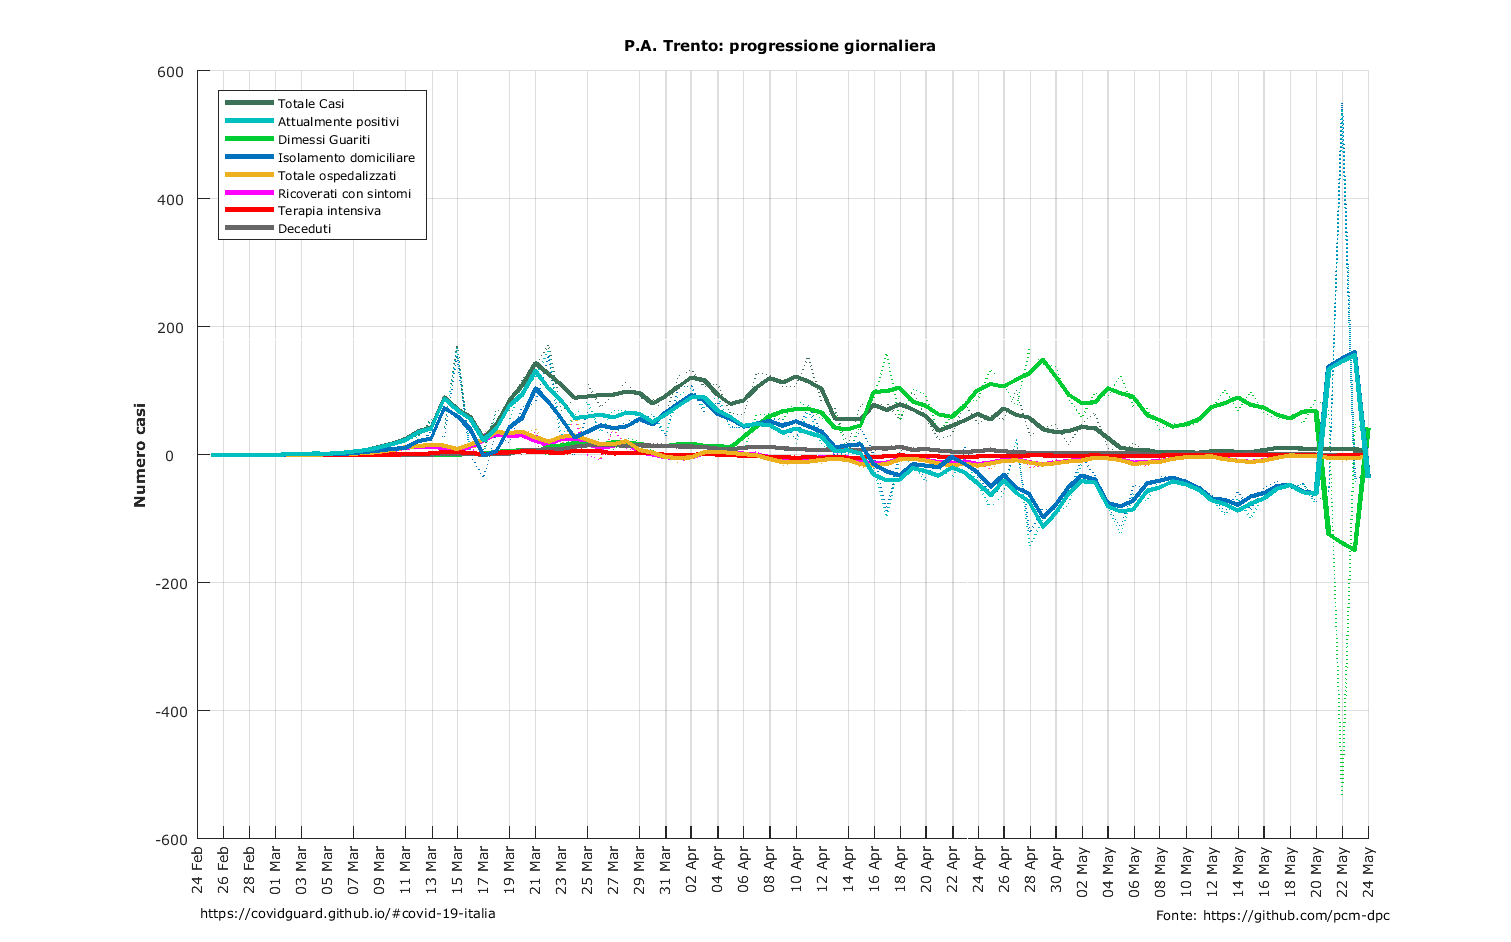 P.A. Trento: progressione giornaliera
600
400
200
0
-200
-400
-600
Numero casi
Totale Casi
Attualmente positivi
Dimessi Guariti
Isolamento domiciliare
Totale ospedalizzati
Ricoverati con sintomi
Terapia intensiva
Deceduti
24 Feb
26 Feb
28 Feb
01 Mar
03 Mar
05 Mar
07 Mar
09 Mar
11 Mar
13 Mar
15 Mar
17 Mar
19 Mar
21 Mar
23 Mar
25 Mar
27 Mar
29 Mar
31 Mar
02 Apr
04 Apr
06 Apr
08 Apr
10 Apr
12 Apr
14 Apr
16 Apr
18 Apr
20 Apr
22 Apr
24 Apr
26 Apr
28 Apr
30 Apr
02 May
04 May
06 May
08 May
10 May
12 May
14 May
16 May
18 May
20 May
22 May
24 May
https://covidguard.github.io/#covid-19-italia
Fonte: https://github.com/pcm-dpc